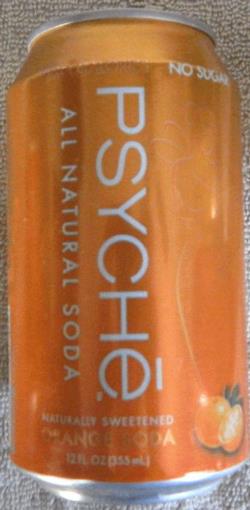 NO SUGAR
PSYCHĒ
ALL NATURAL SODA
NATURALLY SWEETENED
ORANGE SODA
12 FL OZ (355 mL)